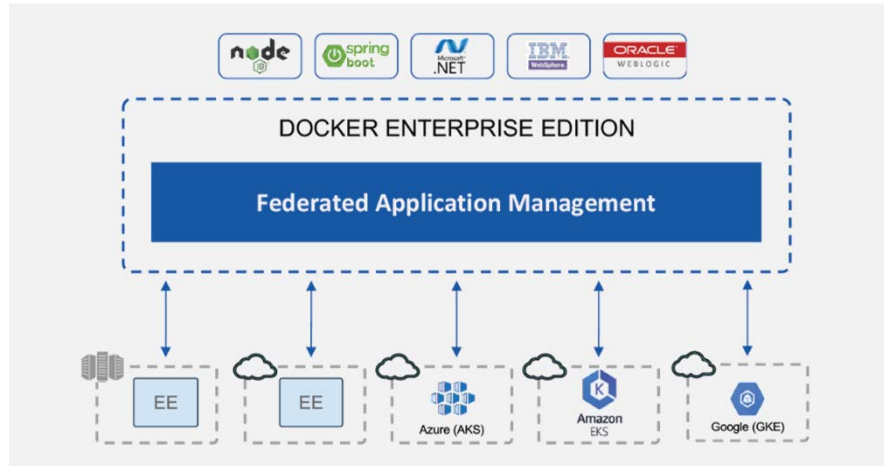 node
JS
spring
boot
Microsoft
.NET
IBM
WebSphere
ORACLE
WEBLOGIC
DOCKER ENTERPRISE EDITION
Federated Application Management
EE
EE
Azure (AKS)
K
Amazon
EKS
Google (GKE)